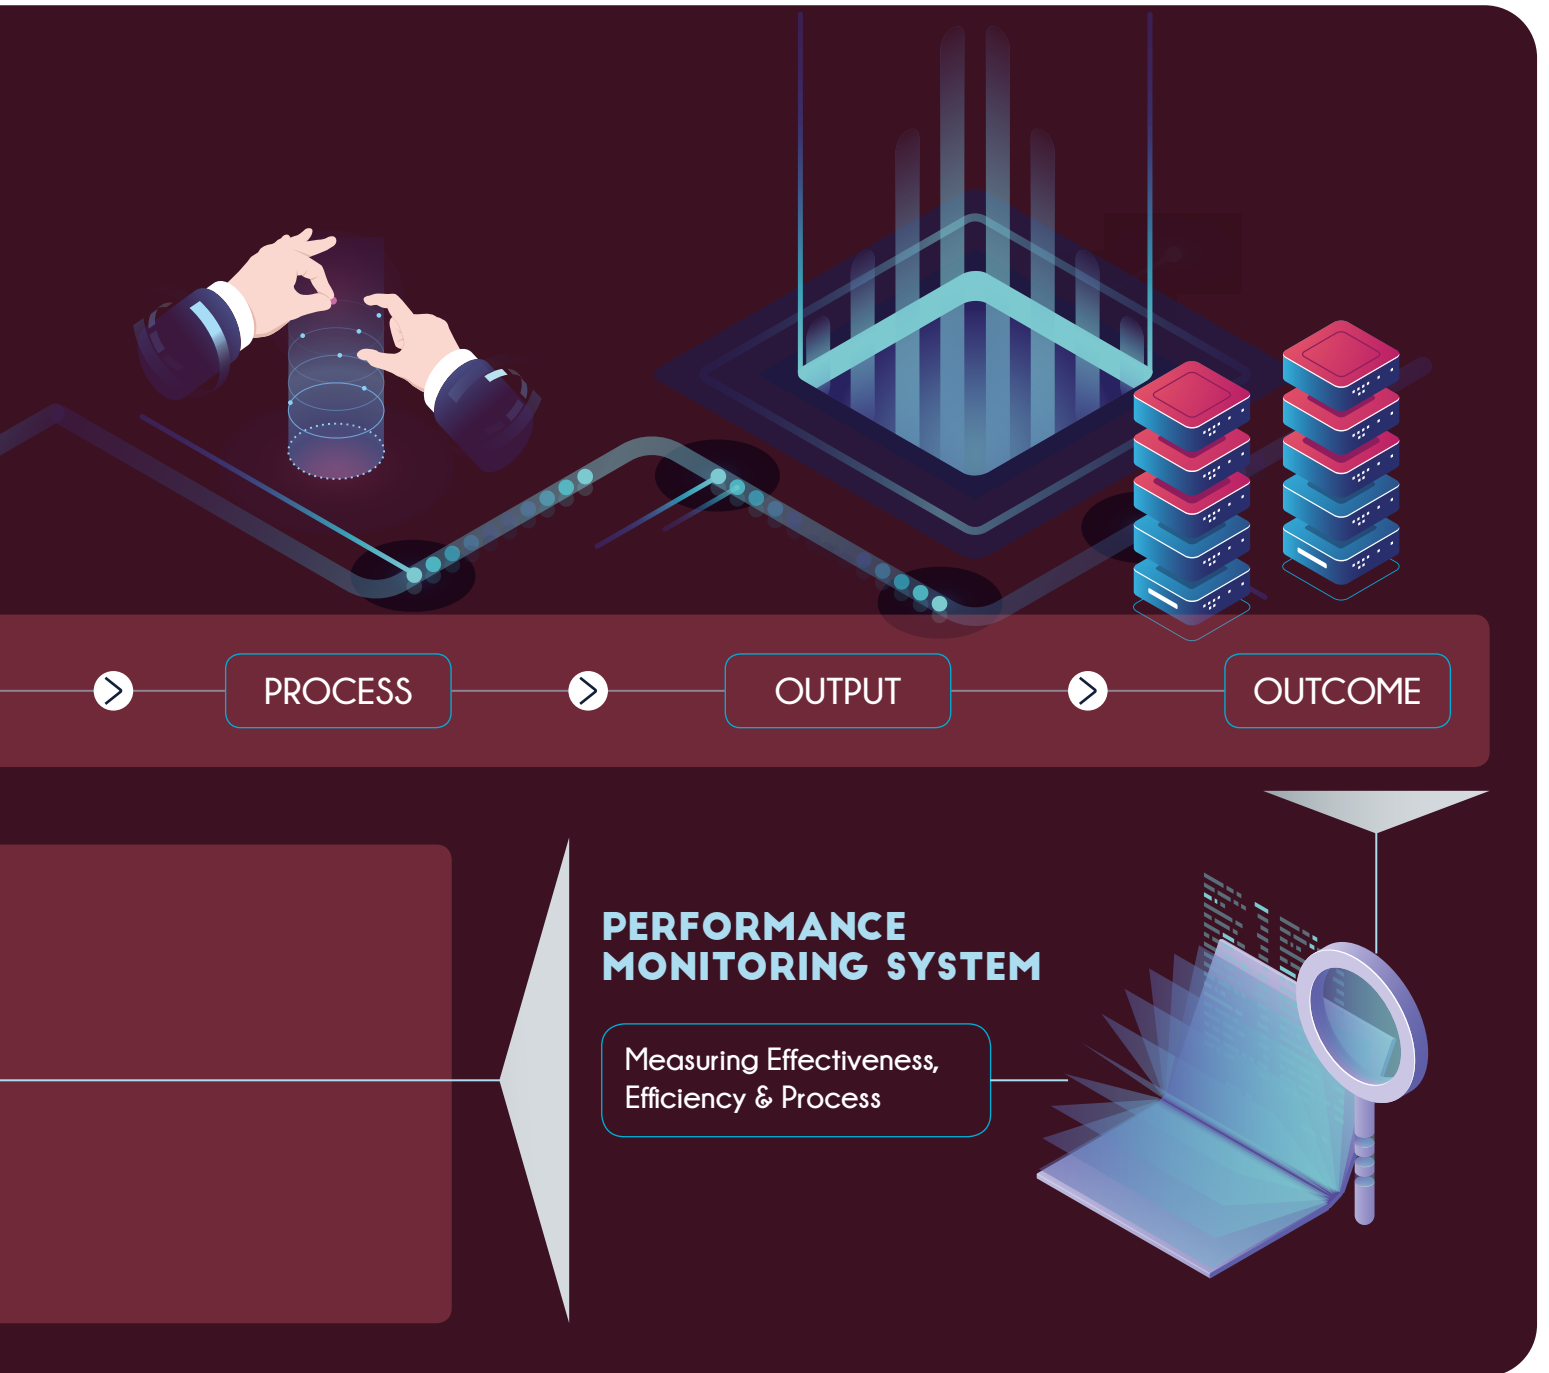 PROCESS
OUTPUT
OUTCOME
PERFORMANCE
MONITORING SYSTEM
Measuring Effectiveness,
Efficiency & Process